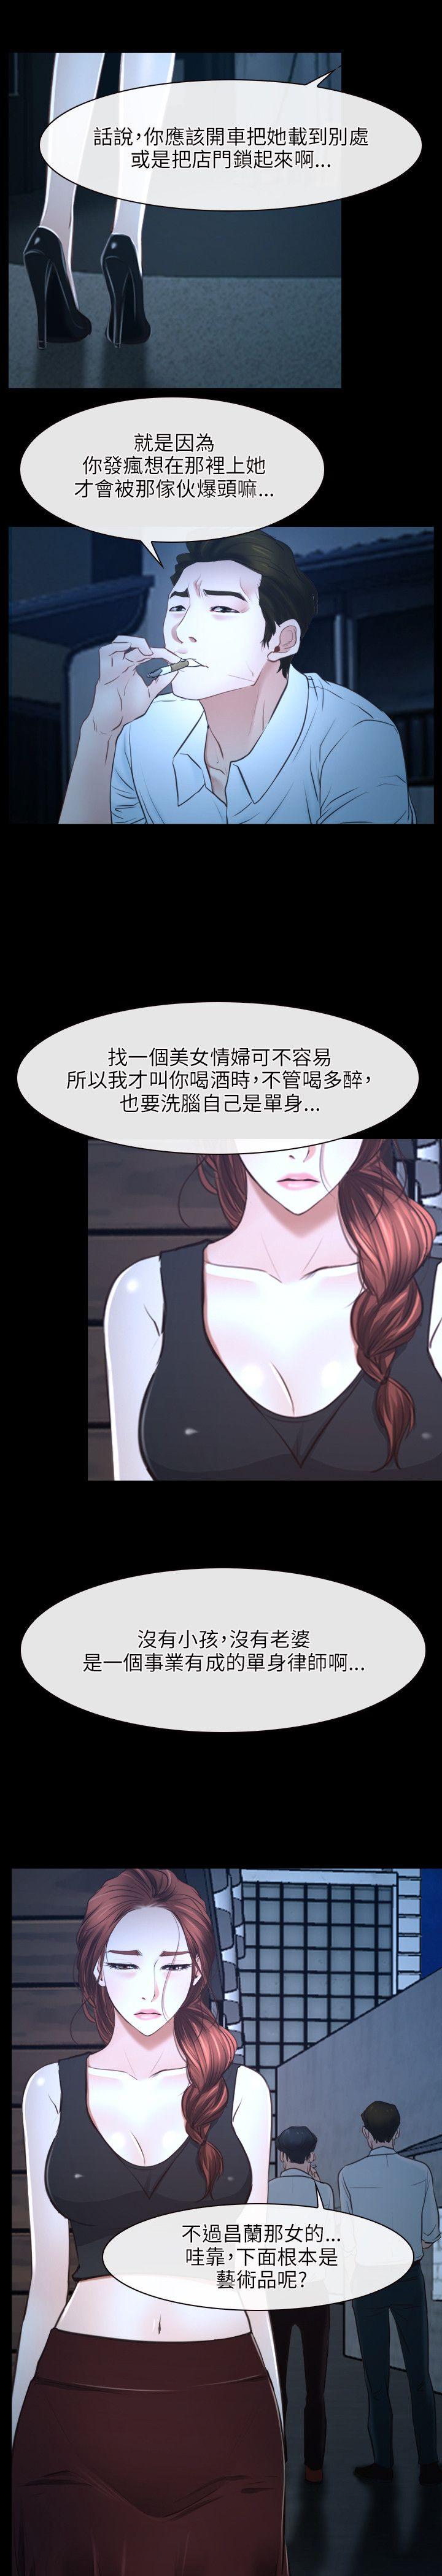 話說，你應該開車把她載到別處
或是把店門鎖起來啊...
就是因為
你發瘋想在那裡上她
才會被那傢伙爆頭嘛...
找一個美女情婦可不容易
所以我才叫你喝酒時，不管喝多醉，
也要洗腦自己是單身...
沒有小孩，沒有老婆
是一個事業有成的單身律師啊...
不過昌蘭那女的...
哇靠，下面根本是
藝術品呢?